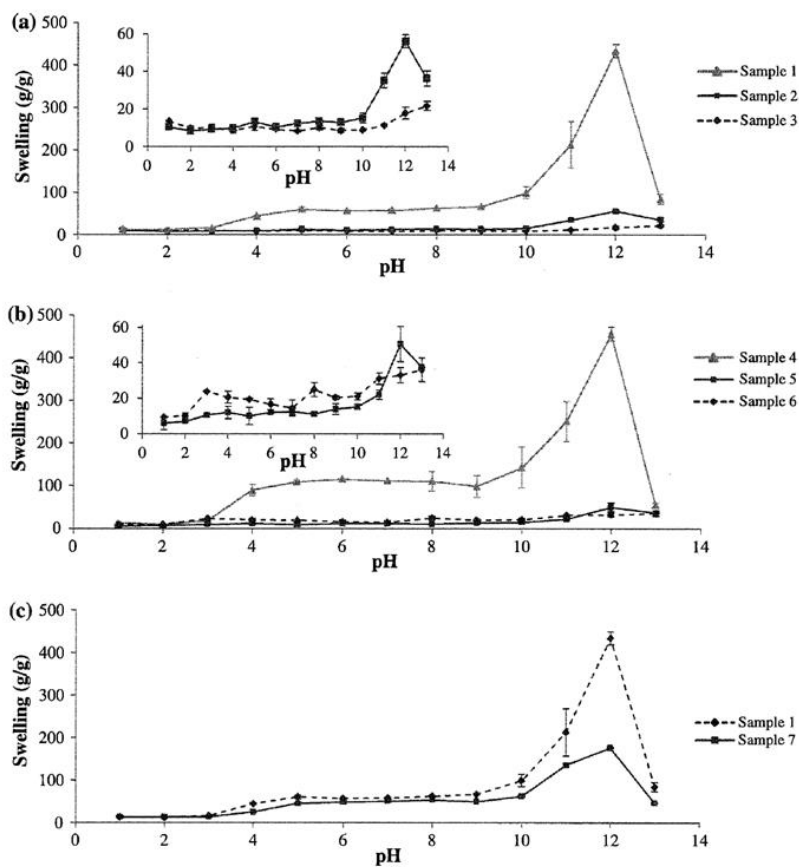 (a)
500
400
300
200
100
0
Swelling (g/g)
0 2 4 6 8 10 12 14
pH
60
40
20
0
0 2 4 6 8 10 12 14
pH
Sample 1
Sample 2
Sample 3
(b)
500
400
300
200
100
0
Swelling (g/g)
0 2 4 6 8 10 12 14
pH
60
40
20
0
0 2 4 6 8 10 12 14
pH
Sample 4
Sample 5
Sample 6
(c)
500
400
300
200
100
0
Swelling (g/g)
0 2 4 6 8 10 12 14
pH
Sample 1
Sample 7